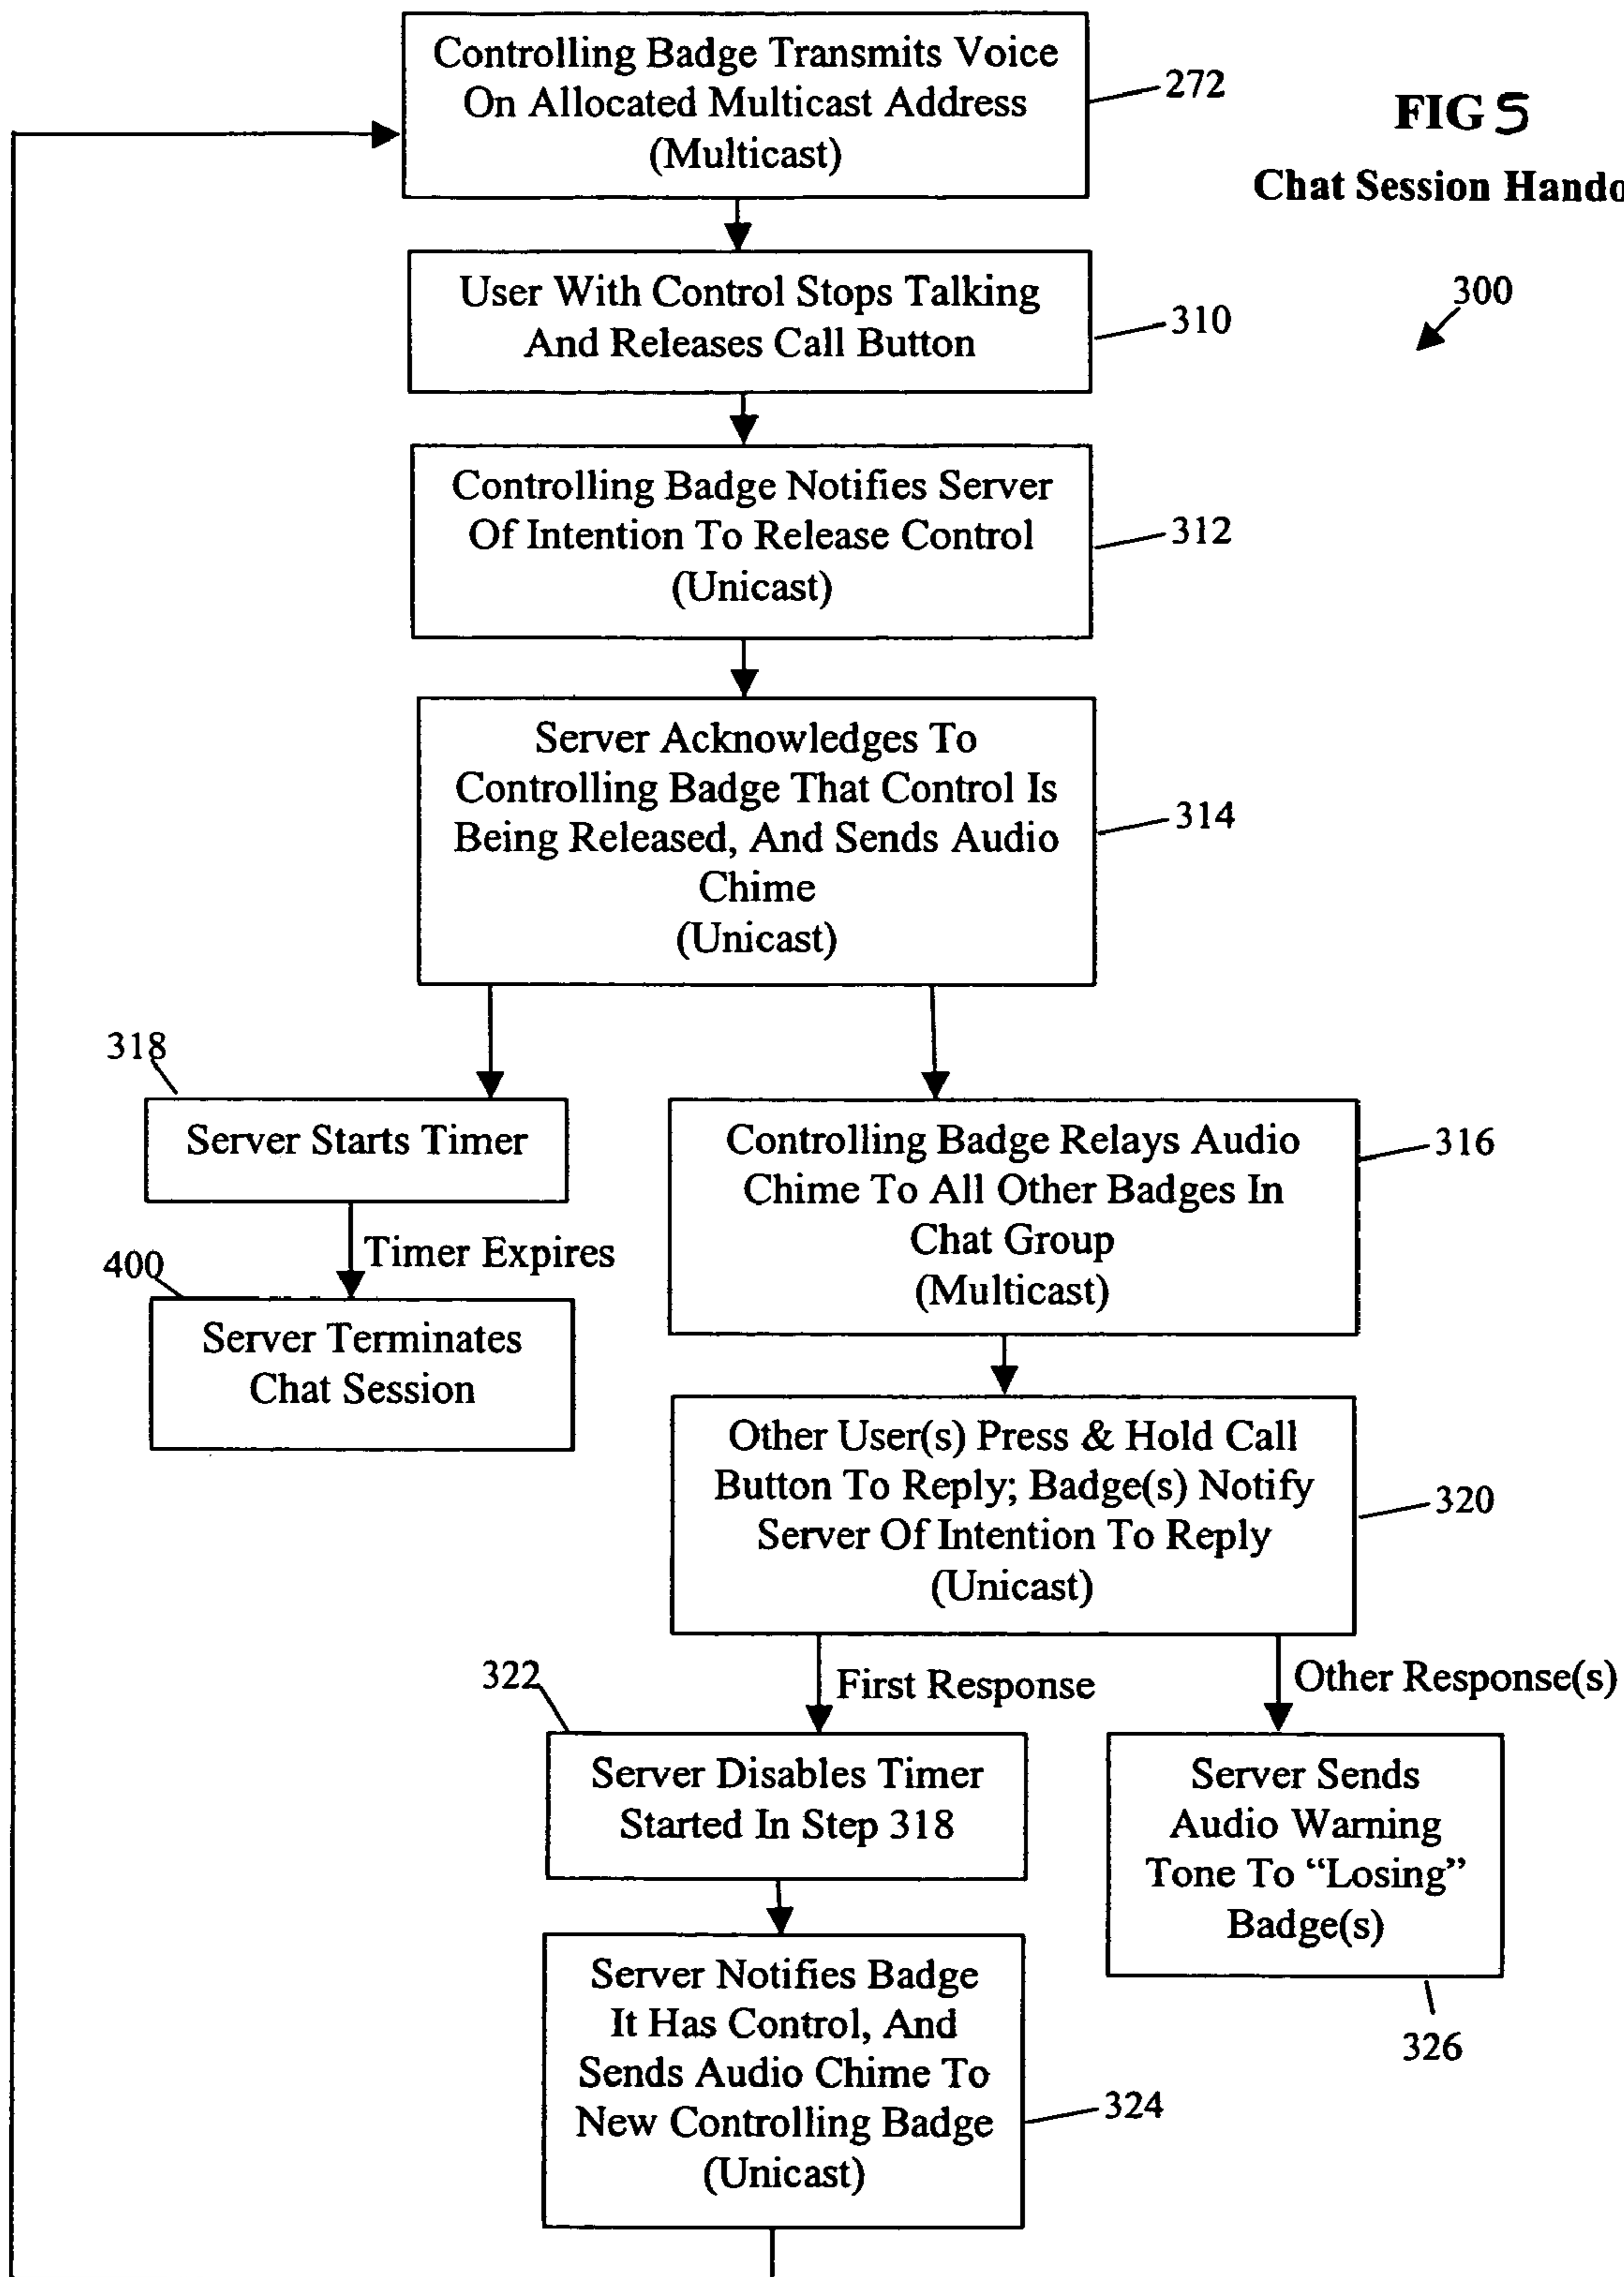 Controlling Badge Transmits Voice
On Allocated Multicast Address
(Multicast)
272
FIG 5
Chat Session Hando
300
User With Control Stops Talking
And Releases Call Button
310
Controlling Badge Notifies Server
Of Intention To Release Control
(Unicast)
312
Server Acknowledges To
Controlling Badge That Control Is
Being Released, And Sends Audio
Chime
(Unicast)
314
318
Server Starts Timer
Timer Expires
400
Server Terminates
Chat Session
Controlling Badge Relays Audio
Chime To All Other Badges In
Chat Group
(Multicast)
316
Other User(s) Press & Hold Call
Button To Reply; Badge(s) Notify
Server Of Intention To Reply
(Unicast)
320
322
First Response
Other Response(s)
Server Disables Timer
Started In Step 318
Server Sends
Audio Warning
Tone To “Losing”
Badge(s)
326
Server Notifies Badge
It Has Control, And
Sends Audio Chime To
New Controlling Badge
(Unicast)
324